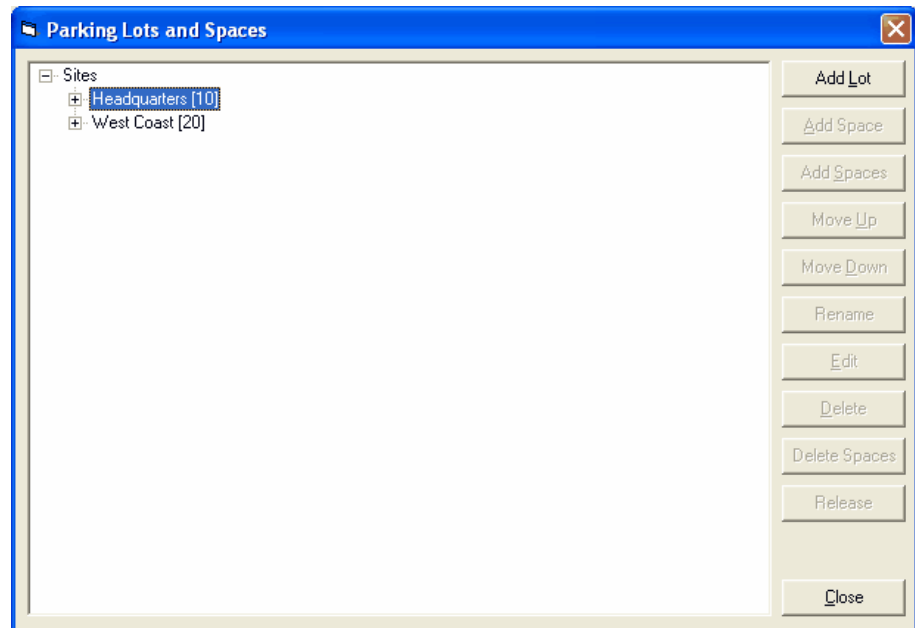 Parking Lots and Spaces
Sites
Headquarters [10]
West Coast [20]
Add Lot
Add Space
Add Spaces
Move Up
Move Down
Rename
Edit
Delete
Delete Spaces
Release
Close